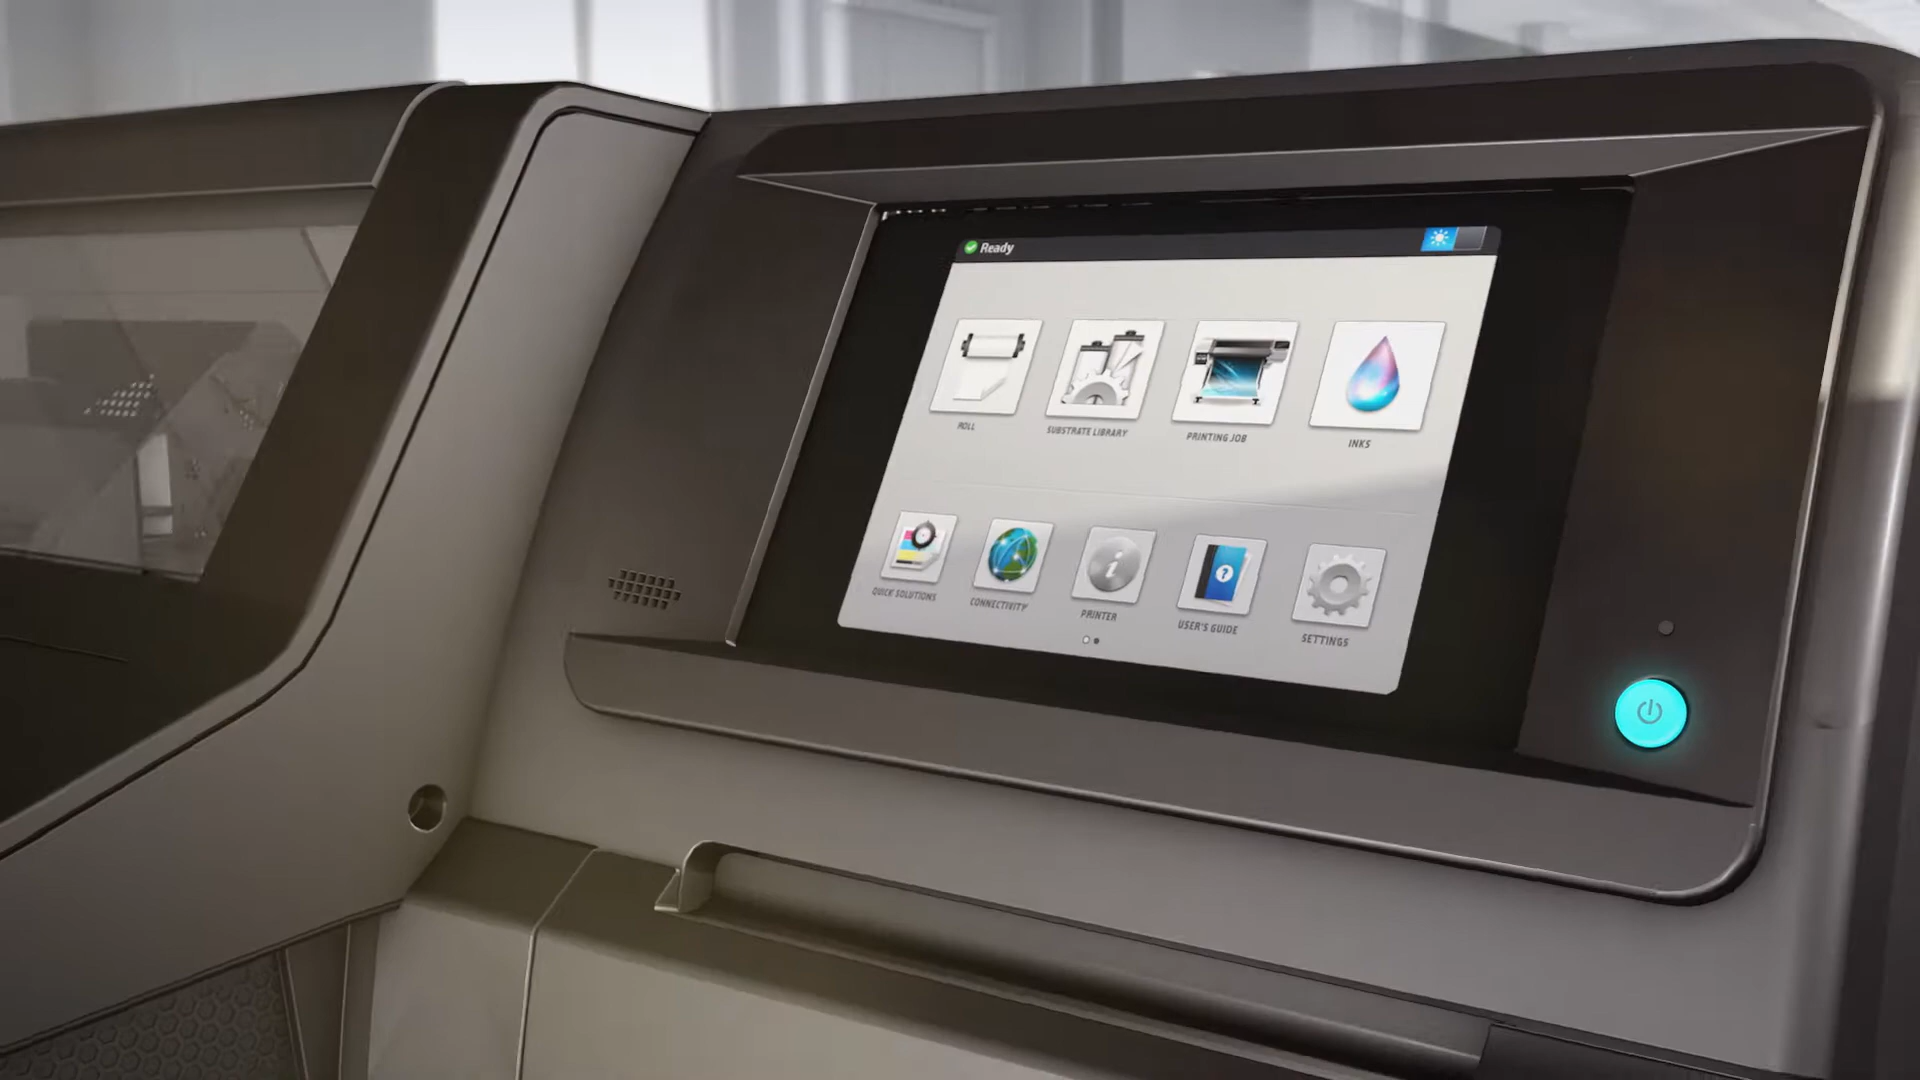 Ready
ROLL
SUBSTRATE LIBRARY
PRINTING JOB
INKS
QUICK SOLUTIONS
CONNECTIVITY
PRINTER
USER'S GUIDE
SETTINGS